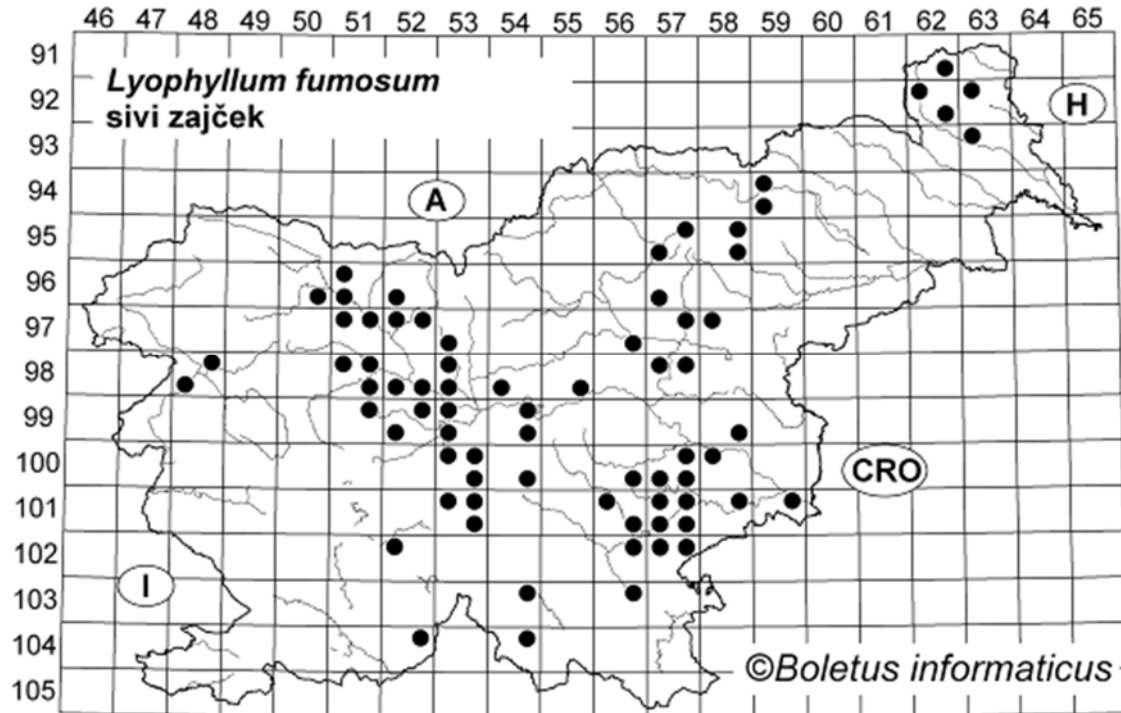 46 47 48 49 50 51 52 53 54 55 56 57 58 59 60 61 62 63 64 65
91
Lyophyllum fumosum
sivi zajček
92
H
93
94
A
95
96
97
98
99
100
CRO
101
102
I
103
104
©Boletus informaticus
105